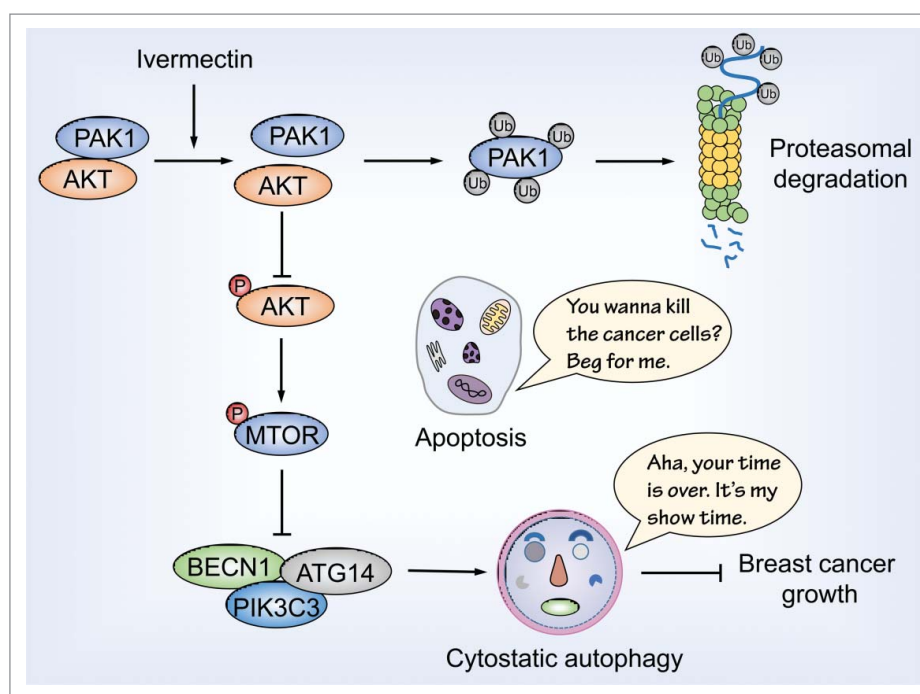 Ivermectin
PAK1
AKT
PAK1
AKT
Ub
Ub
PAK1
Ub
Ub
Ub
Ub
Ub
Ub
Proteasomal
degradation
P
AKT
P
MTOR
You wanna kill
the cancer cells?
Beg for me.
Apoptosis
Aha, your time
is over. It's my
show time.
BECN1
ATG14
PIK3C3
Breast cancer
growth
Cytostatic autophagy